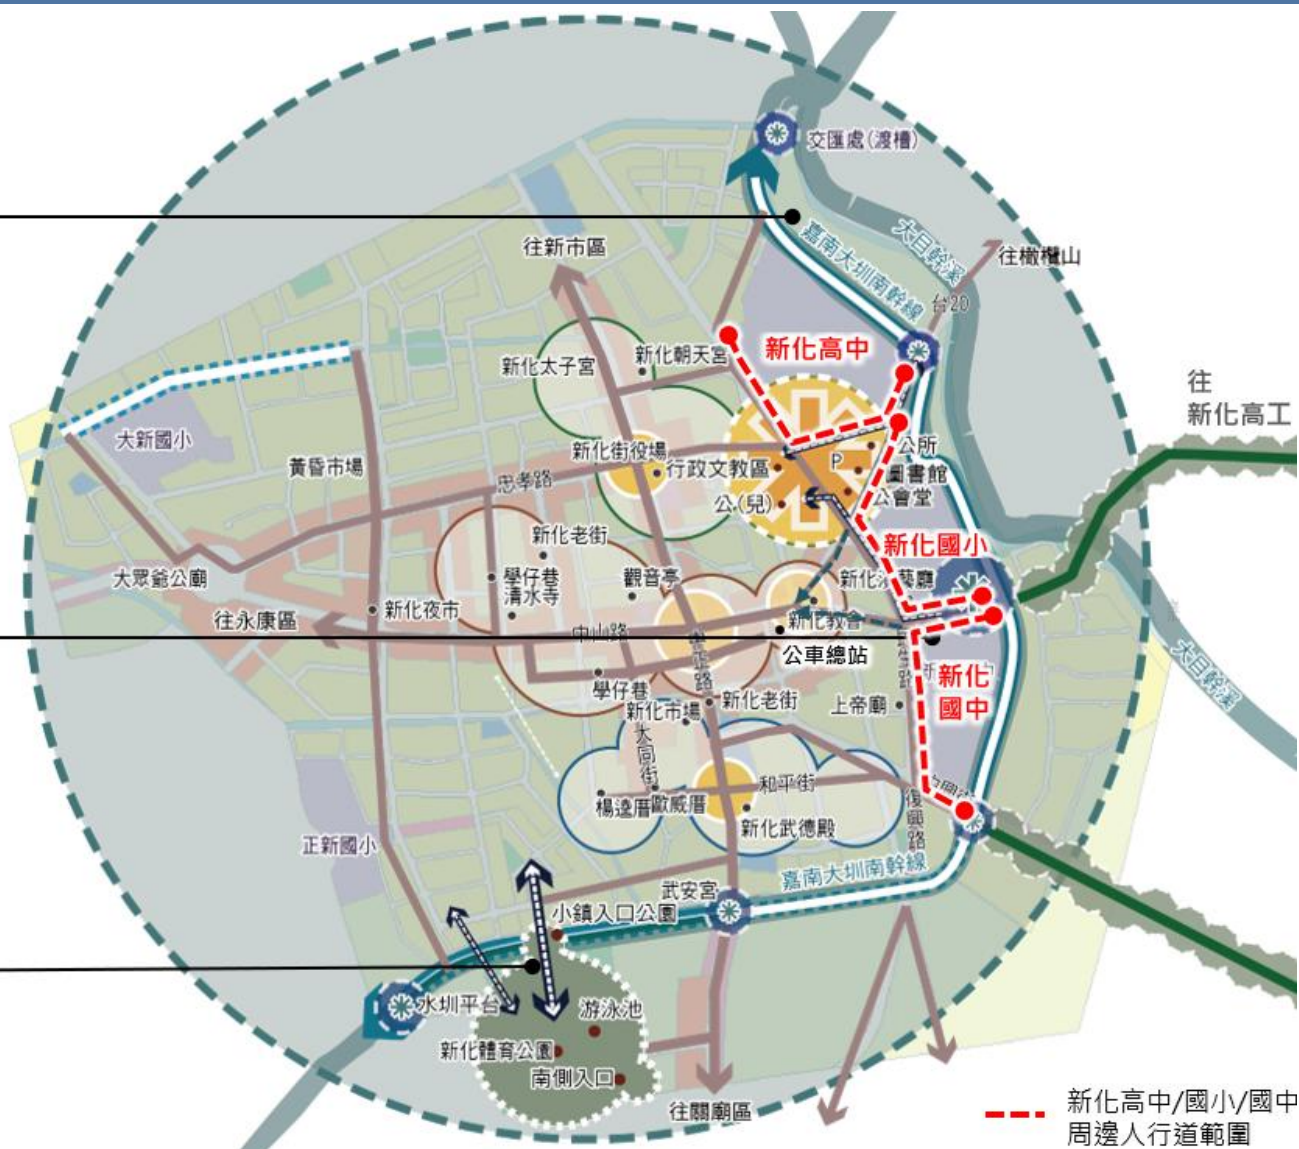 交匯處(渡槽)
嘉南大圳南幹線
大目幹溪
往橄欖山
台20
往新市區
新化高中
新化朝天宮
新化太子宮
往
新化高工
大新國小
黃昏市場
新化街役場
忠孝路
行政文教區
P
公所
圖書館
公會堂
公(兒)
新化國小
新化老街
學仔巷
清水寺
觀音亭
大眾爺公廟
新化夜市
往永康區
中山路
新化教會
公車總站
大目幹溪
新化
國中
學仔巷
新化市場
新化老街
上帝廟
大同街
和平街
楊逵厝
歐威厝
新化武德殿
復興路
正新國小
嘉南大圳南幹線
武安宮
小鎮入口公園
水圳平台
游泳池
新化體育公園
南側入口
往關廟區
新化高中/國小/國中
周邊人行道範圍